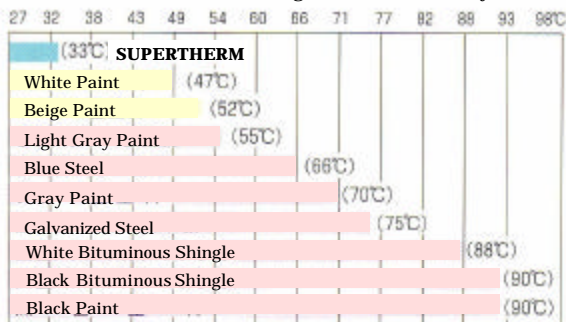 27 32 38 43 49 54 60 66 71 77 82 88 93 98℃
(33℃) SUPERTHERM
White Paint (47℃)
Beige Paint (52℃)
Light Gray Paint (55℃)
Blue Steel (66℃)
Gray Paint (70℃)
Galvanized Steel (75℃)
White Bituminous Shingle (88℃)
Black Bituminous Shingle (90℃)
Black Paint (90℃)